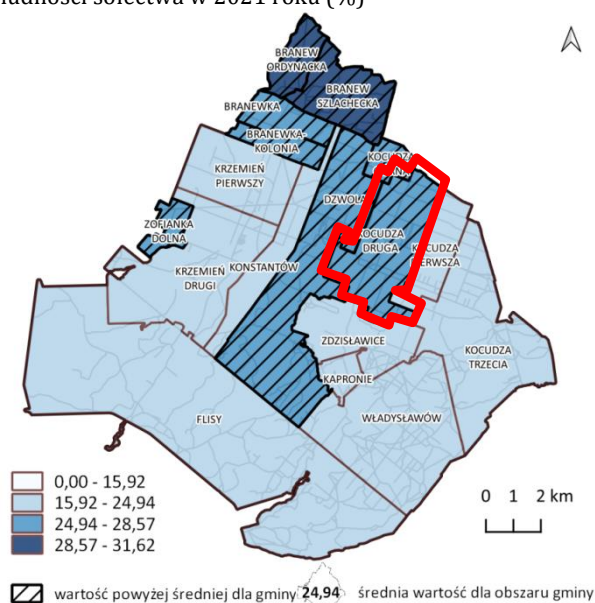 ludności sołectwa w 2021 roku (%)
BRANEW
ORDYNACKA
BRANEW
SZLACHECKA
BRANEWKA
BRANEWKA-
KOLONIA
KOCUDZA
KRZEMIEŃ
PIERWSZY
DZWOLA
ZOFIANKA
DOLNA
KOCUDZA
DRUGA
KOCUDZA
PIERWSZA
KRZEMIEŃ
DRUGI
KONSTANTÓW
ZDZISŁAWICE
KOCUDZA
TRZECIA
KAPRONIE
FLISY
WŁADYSŁAWÓW
0,00 - 15,92
15,92 - 24,94
24,94 - 28,57
28,57 - 31,62
0 1 2 km
wartość powyżej średniej dla gminy 24,94 średnia wartość dla obszaru gminy